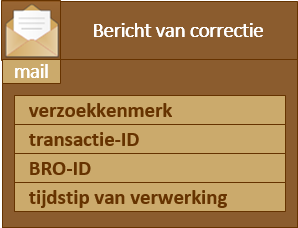 Bericht van correctie
mail
verzoekkenmerk
transactie-ID
BRO-ID
tijdstip van verwerking